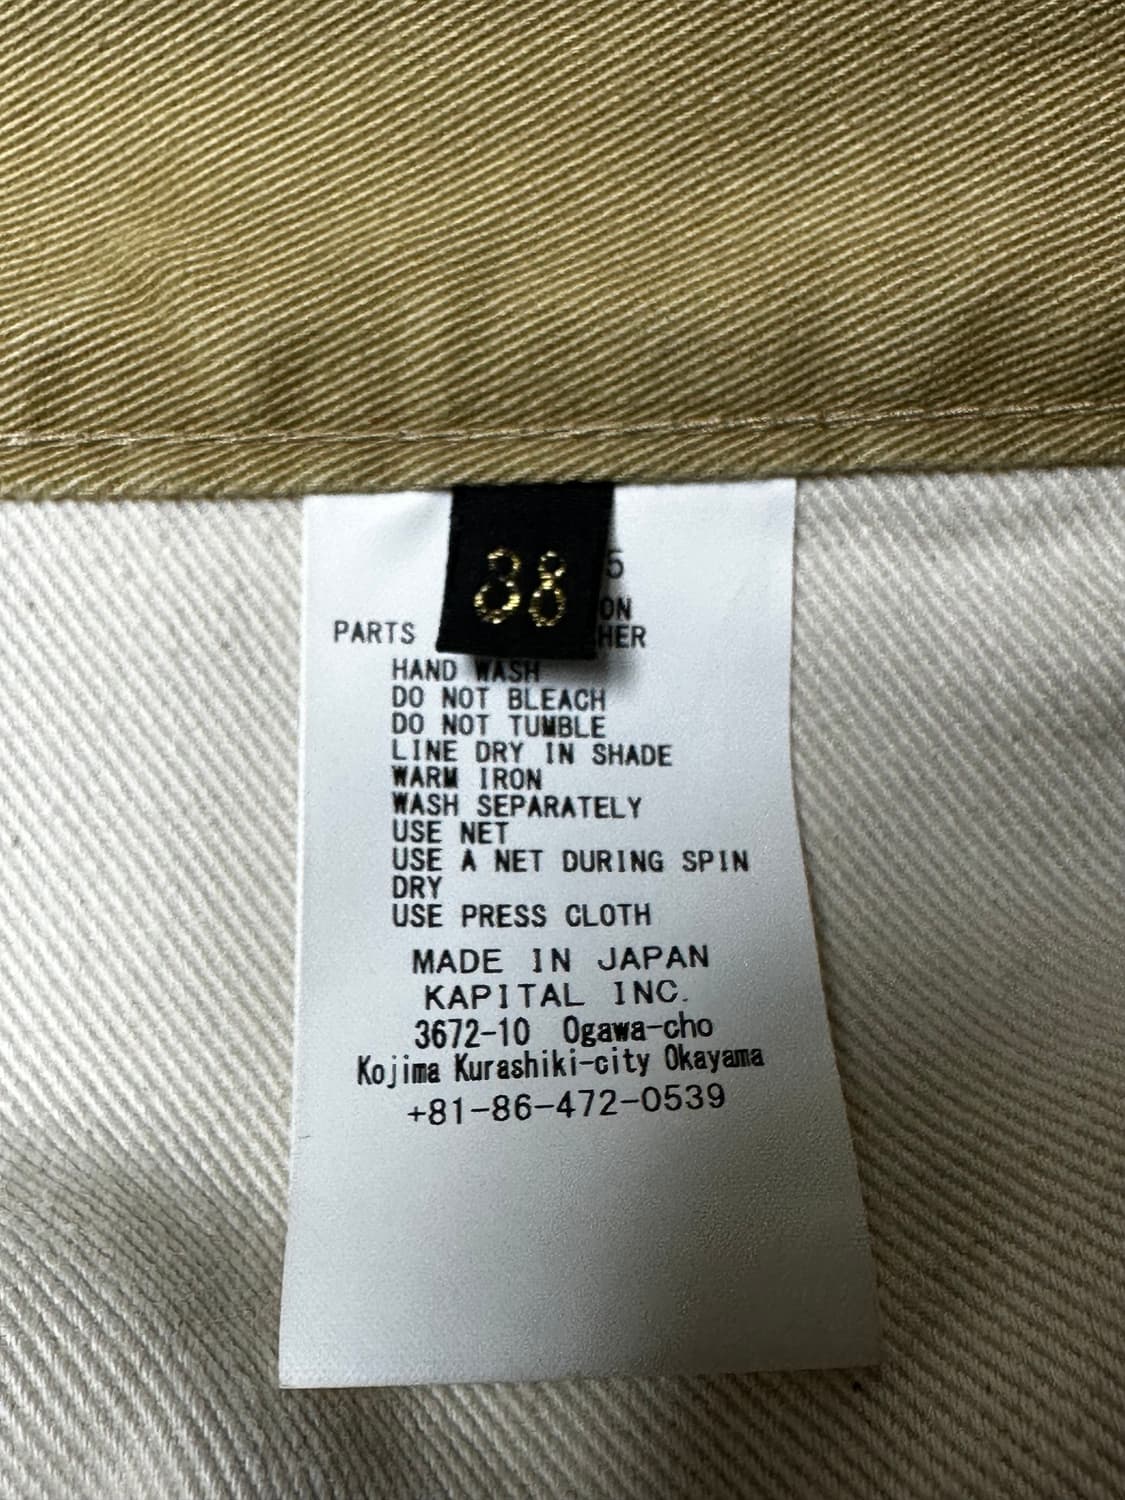 38
5
PARTS
HAND WASH
DO NOT BLEACH
DO NOT TUMBLE
LINE DRY IN SHADE
WARM IRON
WASH SEPARATELY
USE NET
USE A NET DURING SPIN
DRY
USE PRESS CLOTH
MADE IN JAPAN
KAPITAL INC.
3672-10 Ogawa-cho
Kojima Kurashiki-city Okayama
+81-86-472-0539